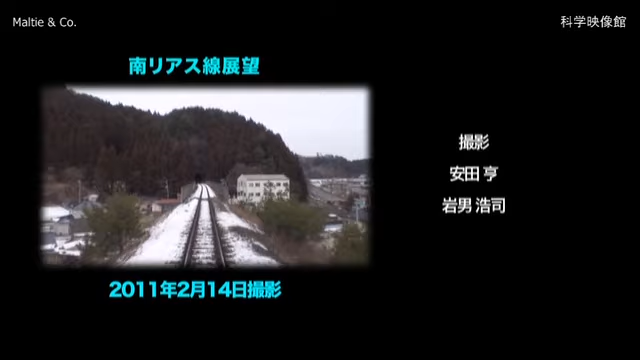 Maltie & Co.
科学映像館
南リアス線展望
撮影
安田 亨
岩男 浩司
2011年2月14日撮影